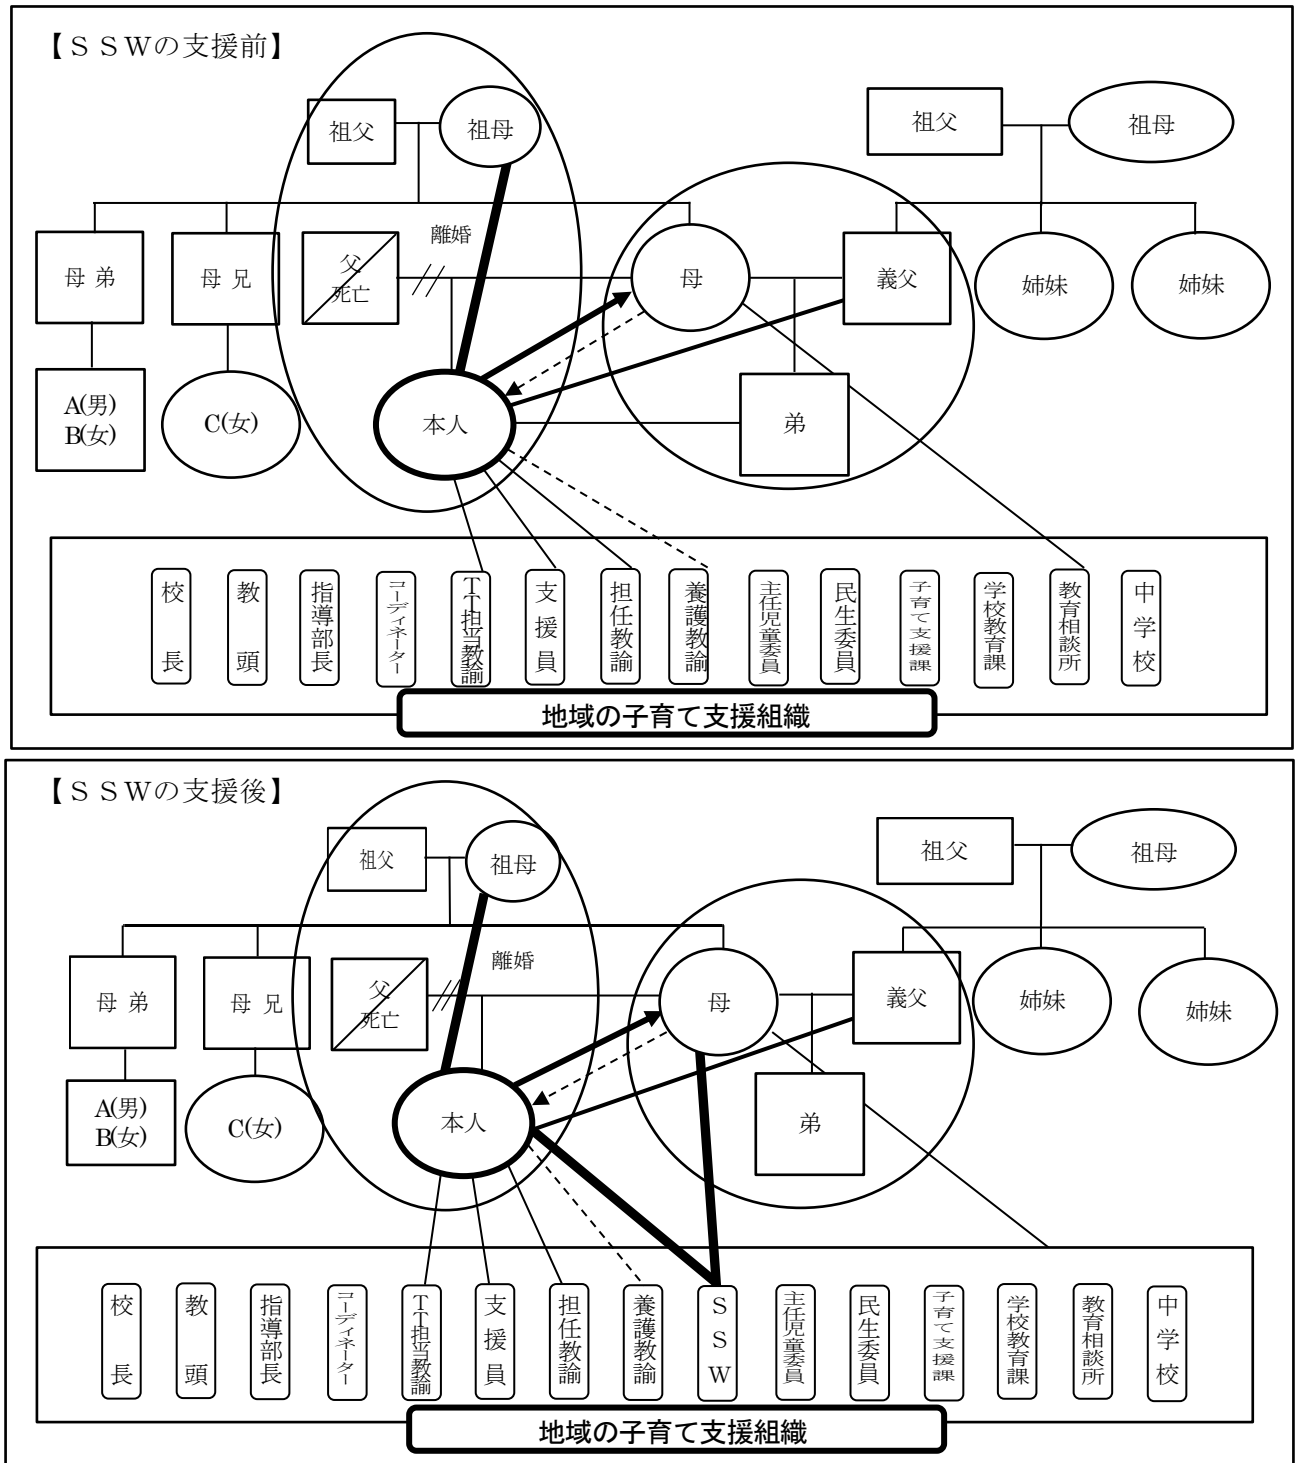 【ＳＳＷの支援前】
祖父
祖母
祖父
祖母
離婚
母弟
母兄
父
死亡
母
義父
姉妹
姉妹
A(男)
B(女)
C(女)
本人
弟
校長
教頭
指導部長
コーディネーター
ＴＴ担当教諭
支援員
担任教諭
養護教諭
主任児童委員
民生委員
子育て支援課
学校教育課
教育相談所
中学校
地域の子育て支援組織
【ＳＳＷの支援後】
祖父
祖母
祖父
祖母
離婚
母弟
母兄
父
死亡
母
義父
姉妹
姉妹
A(男)
B(女)
C(女)
本人
弟
校長
教頭
指導部長
コーディネーター
ＴＴ担当教諭
支援員
担任教諭
養護教諭
ＳＳＷ
主任児童委員
民生委員
子育て支援課
学校教育課
教育相談所
中学校
地域の子育て支援組織